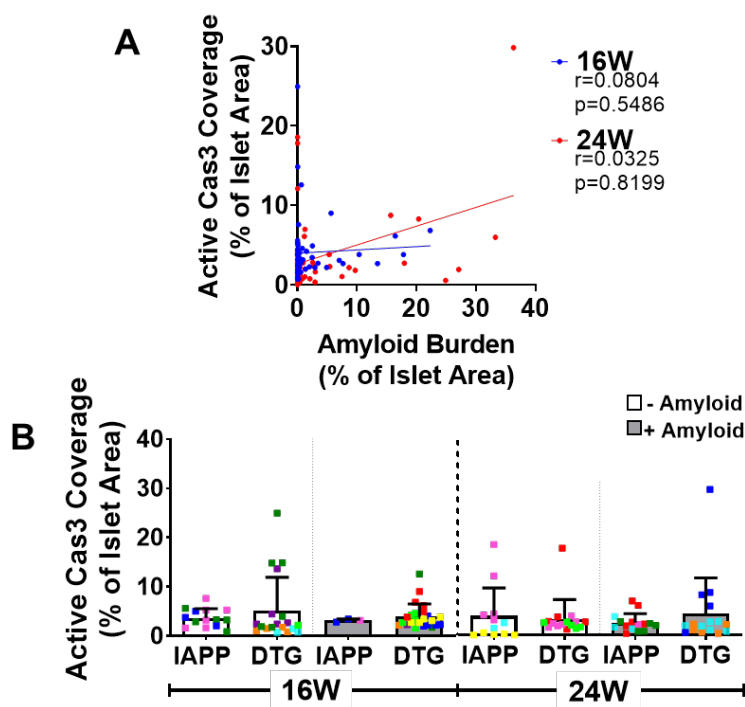 A
Active Cas3 Coverage
(% of Islet Area)
30
20
10
0
0
10
20
30
40
Amyloid Burden
(% of Islet Area)
16W
r=0.0804
p=0.5486
24W
r=0.0325
p=0.8199
B
- Amyloid
+ Amyloid
Active Cas3 Coverage
(% of Islet Area)
40
30
20
10
0
IAPP DTG IAPP DTG IAPP DTG IAPP DTG
16W 24W